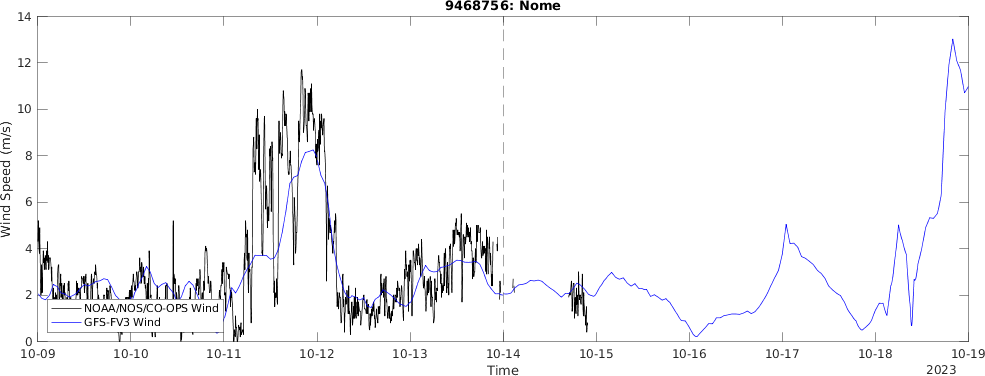 9468756: Nome
14
12
10
8
6
4
2
0
Wind Speed (m/s)
NOAA/NOS/CO-OPS Wind
GFS-FV3 Wind
10-09 10-10 10-11 10-12 10-13 10-14 10-15 10-16 10-17 10-18 10-19
Time
2023